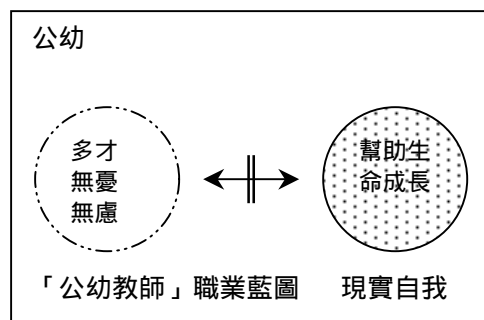 公幼
多才
無憂
無慮
幫助生
命成長
「公幼教師」職業藍圖
現實自我